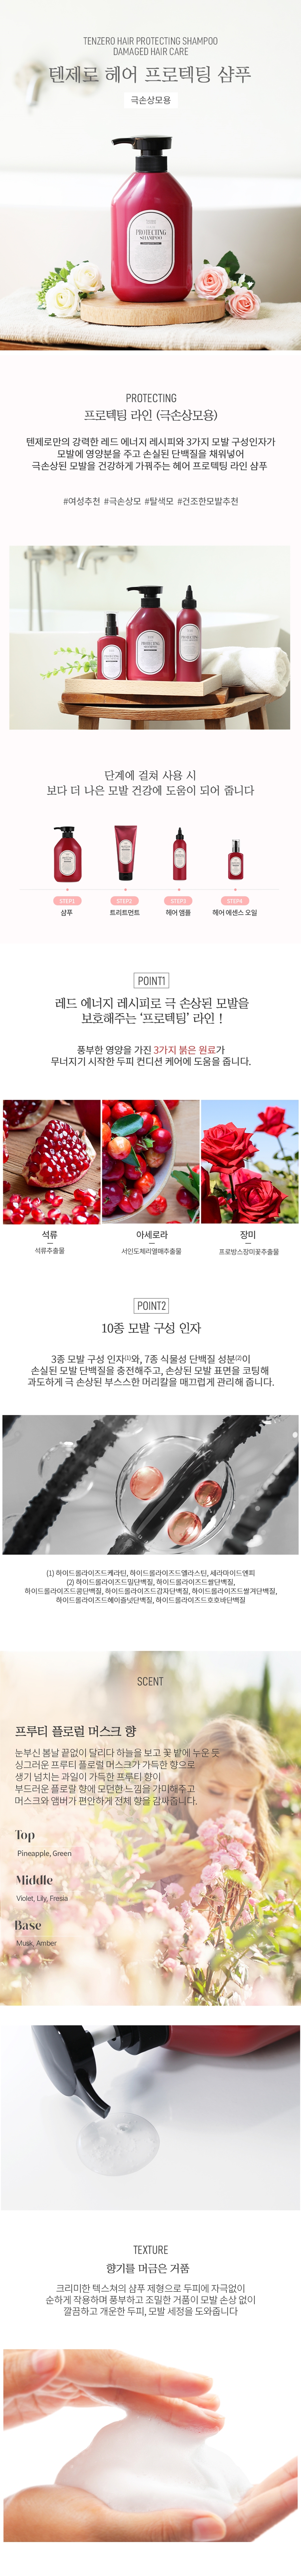 TENZERO HAIR PROTECTING SHAMPOO
DAMAGED HAIR CARE
텐제로 헤어 프로텍팅 샴푸
극손상모용
PROTECTING
SHAMPOO
PROTECTING
프로텍팅 라인 (극손상모용)
텐제로만의 강력한 레드 에너지 레시피와 3가지 모발 구성인자가
모발에 영양분을 주고 손실된 단백질을 채워넣어
극손상된 모발을 건강하게 가꿔주는 헤어 프로텍팅 라인 샴푸
#여성추천 #극손상모 #탈색모 #건조한모발추천
단계에 걸쳐 사용 시
보다 더 나은 모발 건강에 도움이 되어 줍니다
STEP1 STEP2 STEP3 STEP4
샴푸 트리트먼트 헤어 앰플 헤어 에센스 오일
POINT1
레드 에너지 레시피로 극 손상된 모발을
보호해주는 ‘프로텍팅’ 라인 !
풍부한 영양을 가진 3가지 붉은 원료가
무너지기 시작한 두피 컨디션 케어에 도움을 줍니다.
석류 아세로라 장미
석류추출물 서인도체리열매추출물 프로방스장미꽃추출물
POINT2
10종 모발 구성 인자
3종 모발 구성 인자(1)와, 7종 식물성 단백질 성분(2)이
손실된 모발 단백질을 충전해주고, 손상된 모발 표면을 코팅해
과도하게 극 손상된 부스스한 머리칼을 매끄럽게 관리해 줍니다.
(1) 하이드롤라이즈드케라틴, 하이드롤라이즈드엘라스틴, 세라마이드엔피
(2) 하이드롤라이즈드밀단백질, 하이드롤라이즈드쌀단백질,
하이드롤라이즈드콩단백질, 하이드롤라이즈드감자단백질, 하이드롤라이즈드쌀겨단백질,
하이드롤라이즈드헤이즐넛단백질, 하이드롤라이즈드호호바단백질
SCENT
프루티 플로럴 머스크 향
눈부신 봄날 끝없이 달리다 하늘을 보고 꽃 밭에 누운 듯
싱그러운 프루티 플로럴 머스크가 가득한 향으로
생기 넘치는 과일이 가득한 프루티 향이
부드러운 플로랄 향에 모던한 느낌을 가미해주고
머스크와 앰버가 편안하게 전체 향을 감싸줍니다.
Top
Pineapple, Green
Middle
Violet, Lily, Fresia
Base
Musk, Amber
TEXTURE
향기를 머금은 거품
크리미한 텍스쳐의 샴푸 제형으로 두피에 자극없이
순하게 작용하며 풍부하고 조밀한 거품이 모발 손상 없이
깔끔하고 개운한 두피, 모발 세정을 도와줍니다